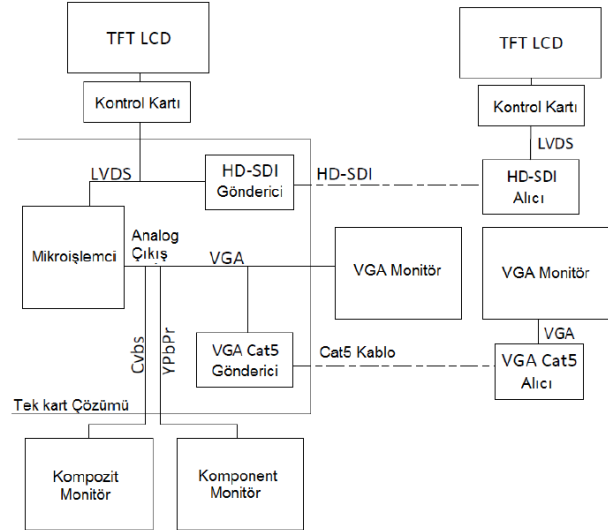 TFT LCD
TFT LCD
Kontrol Kartı
Kontrol Kartı
LVDS
LVDS
HD-SDI
Gönderici
HD-SDI
HD-SDI
Alıcı
Mikroişlemci
Analog
Çıkış
VGA
VGA Monitör
VGA Monitör
Cvbs
YPbPr
VGA Cat5
Gönderici
Cat5 Kablo
VGA
VGA Cat5
Alıcı
Tek kart Çözümü
Kompozit
Monitör
Komponent
Monitör